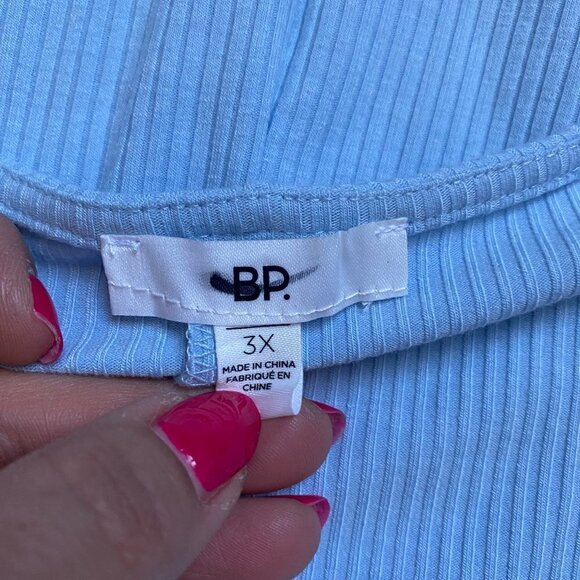 BP.
3X
MADE IN CHINA
FABRIQUÉ EN
CHINE